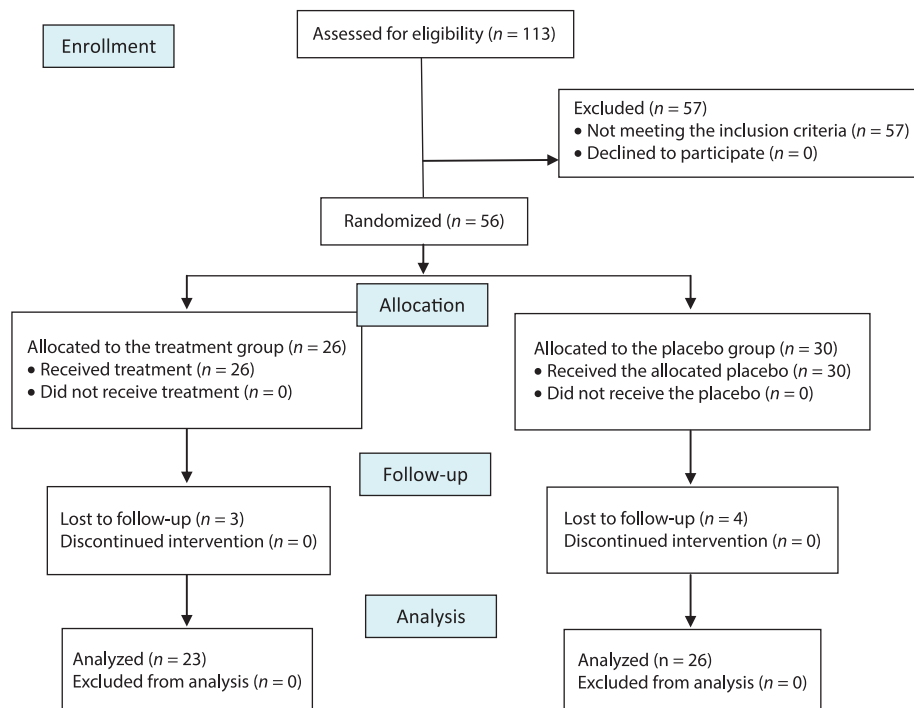 Enrollment
Assessed for eligibility (n = 113)
Excluded (n = 57)
• Not meeting the inclusion criteria (n = 57)
• Declined to participate (n = 0)
Randomized (n = 56)
Allocation
Allocated to the treatment group (n = 26)
• Received treatment (n = 26)
• Did not receive treatment (n = 0)
Allocated to the placebo group (n = 30)
• Received the allocated placebo (n = 30)
• Did not receive the placebo (n = 0)
Follow-up
Lost to follow-up (n = 3)
Discontinued intervention (n = 0)
Lost to follow-up (n = 4)
Discontinued intervention (n = 0)
Analysis
Analyzed (n = 23)
Excluded from analysis (n = 0)
Analyzed (n = 26)
Excluded from analysis (n = 0)